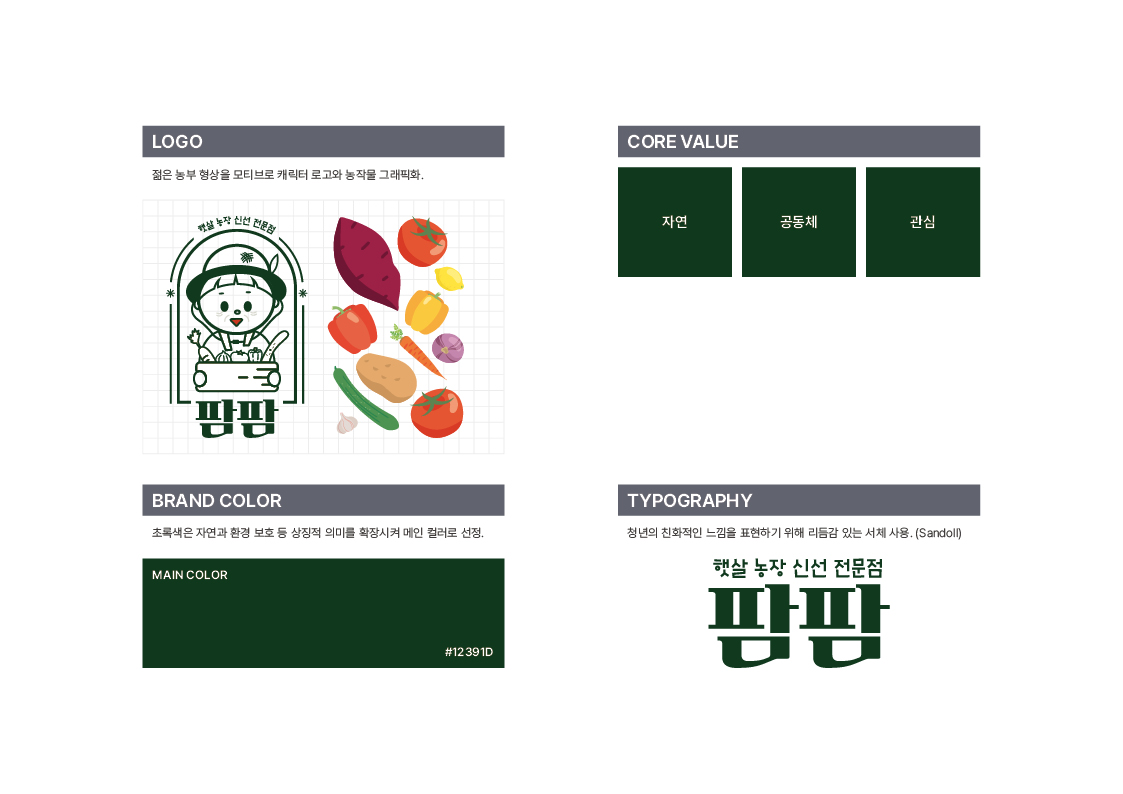 LOGO
젊은 농부 형상을 모티브로 캐릭터 로고와 농작물 그래픽화.
햇살 농장 신선 전문점
팜팜
CORE VALUE
자연
공동체
관심
BRAND COLOR
초록색은 자연과 환경 보호 등 상징적 의미를 확장시켜 메인 컬러로 선정.
MAIN COLOR
#12391D
TYPOGRAPHY
청년의 친화적인 느낌을 표현하기 위해 리듬감 있는 서체 사용. (Sandoll)
햇살 농장 신선 전문점
팜팜